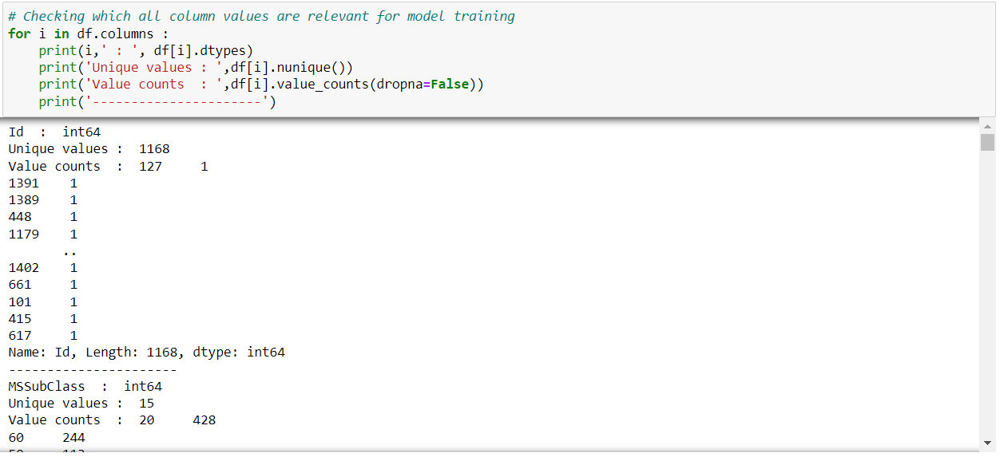 # Checking which all column values are relevant for model training
for i in df.columns :
    print(i,' : ', df[i].dtypes)
    print('Unique values : ',df[i].nunique())
    print('Value counts  : ',df[i].value_counts(dropna=False))
    print('----------------------')
Id  :  int64
Unique values :  1168
Value counts  :  127     1
1391    1
1389    1
448     1
1179    1
       ..
1402    1
661     1
101     1
415     1
617     1
Name: Id, Length: 1168, dtype: int64
----------------------
MSSubClass  :  int64
Unique values :  15
Value counts  :  20     428
60     244